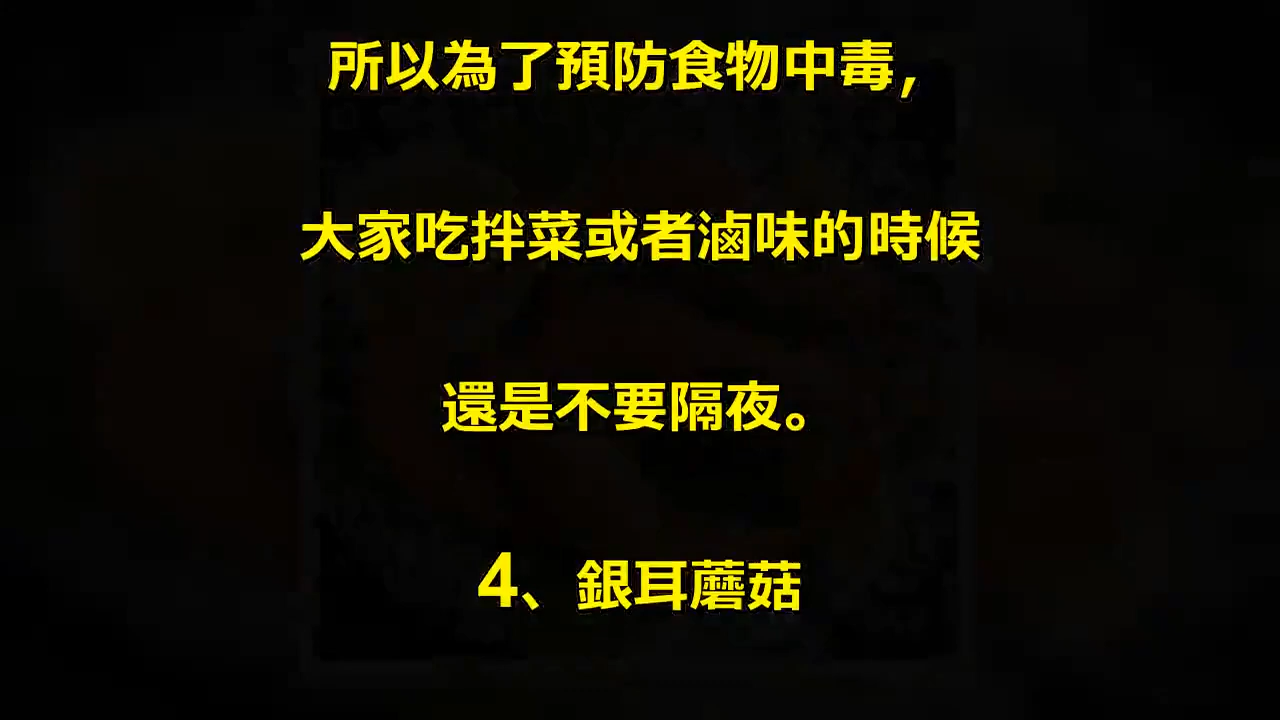 所以為了預防食物中毒，
大家吃拌菜或者滷味的時候
還是不要隔夜。
4、銀耳蘑菇